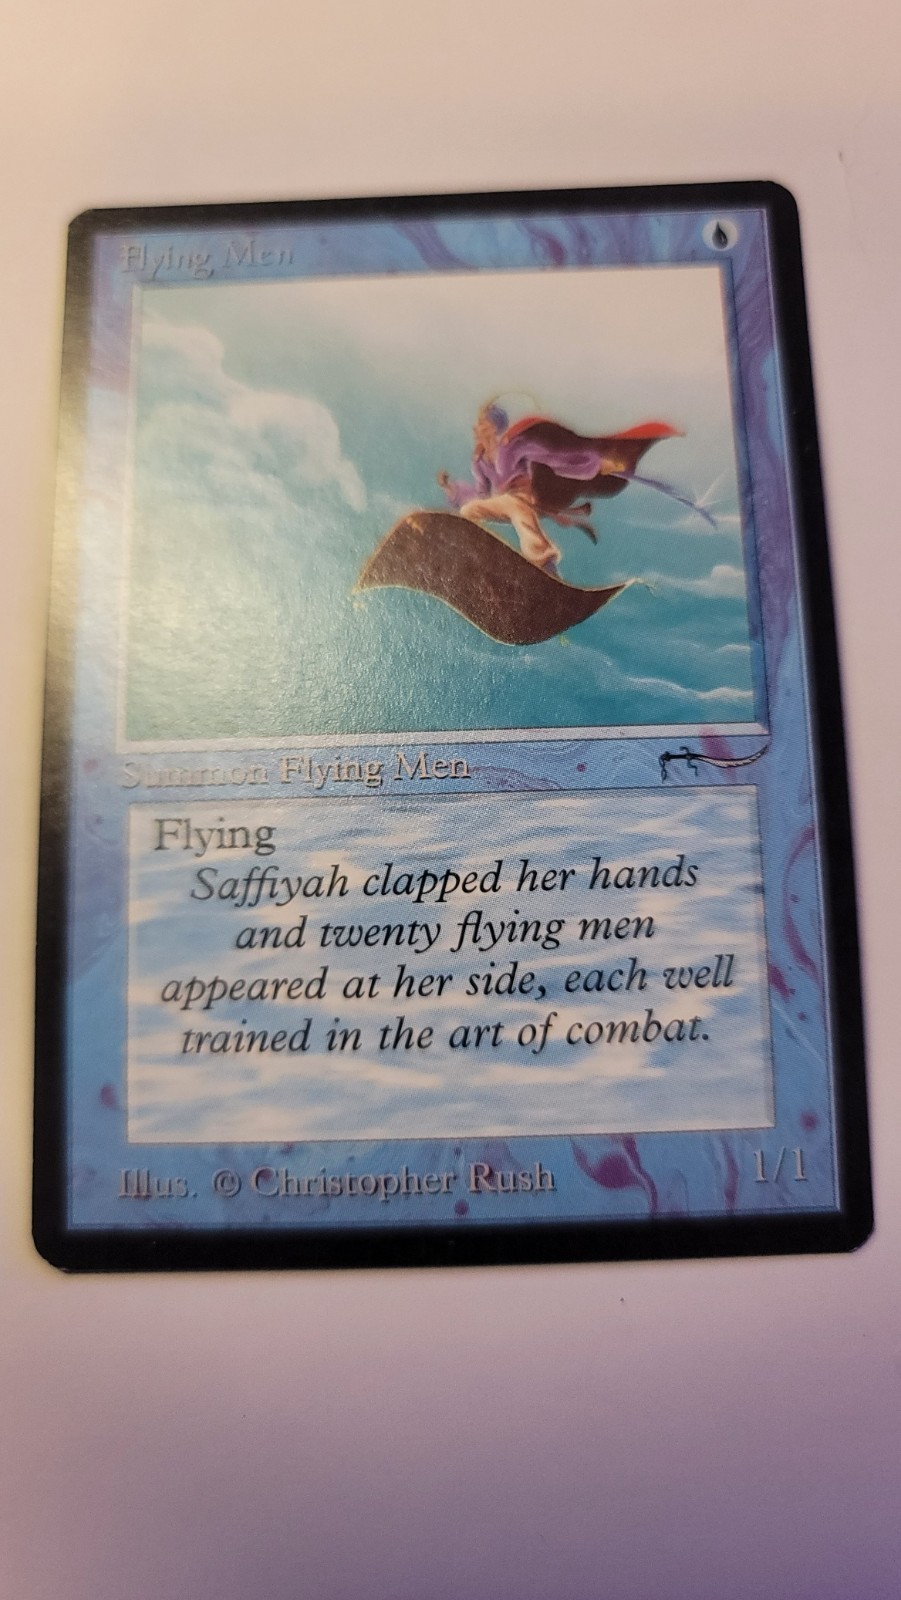 Flying Men
Summon Flying Men
Flying
Saffiyah clapped her hands
and twenty flying men
appeared at her side, each well
trained in the art of combat.
Illus. © Christopher Rush
1/1